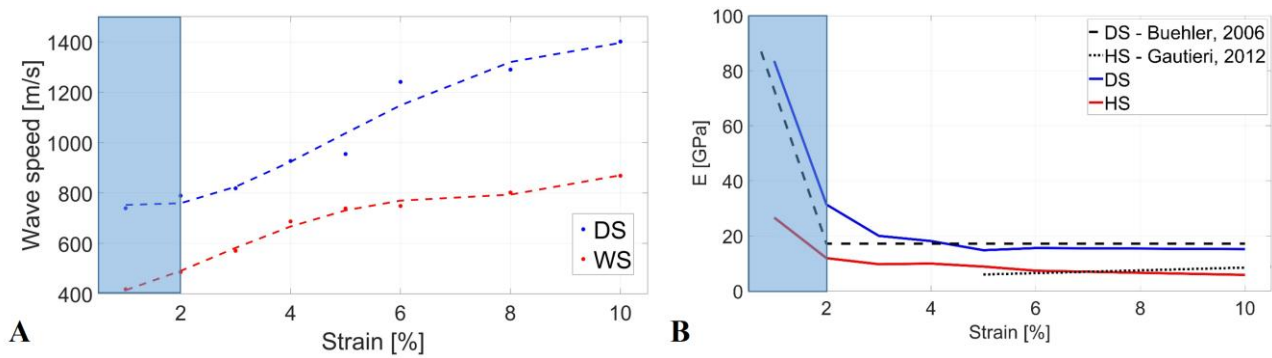 Wave speed [m/s]
1400
1200
1000
800
600
400
2 4 6 8 10
Strain [%]
DS
WS
A
E [GPa]
100
80
60
40
20
0
0 2 4 6 8 10
Strain [%]
DS - Buehler, 2006
HS - Gautieri, 2012
DS
HS
B